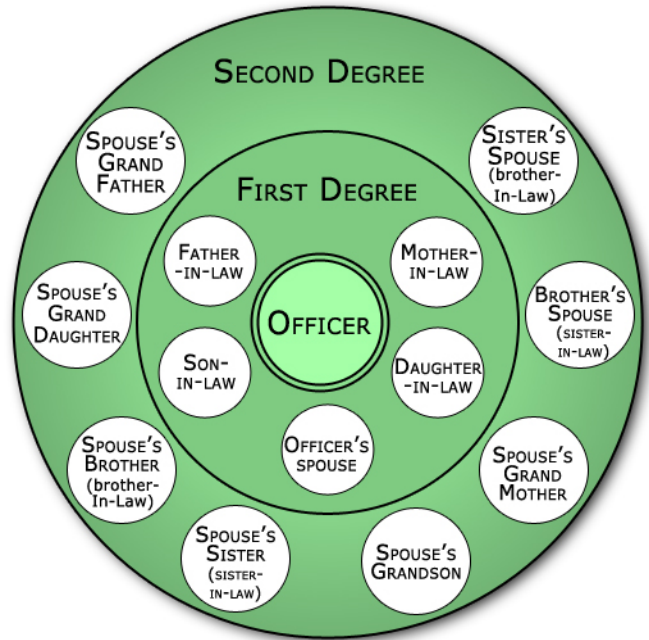 Second Degree
Spouse's
Grand
Father
Sister's
Spouse
(brother-
In-Law)
First Degree
Father
-in-law
Mother-
in-law
Spouse's
Grand
Daughter
Officer
Brother's
Spouse
(sister-
in-law)
Son-
in-law
Daughter
-in-law
Officer's
spouse
Spouse's
Brother
(brother-
In-Law)
Spouse's
Grand
Mother
Spouse's
Sister
(sister-
in-law)
Spouse's
Grandson